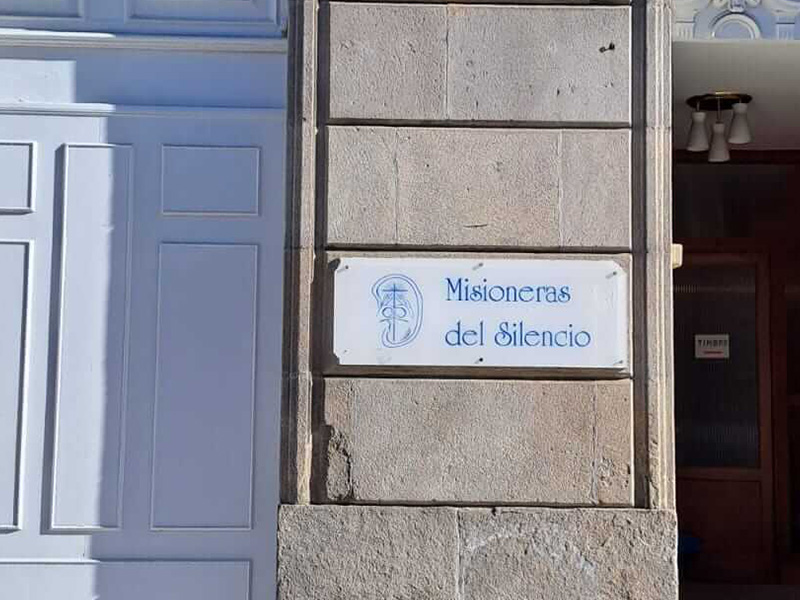 Misioneras
del Silencio
TIMBRE